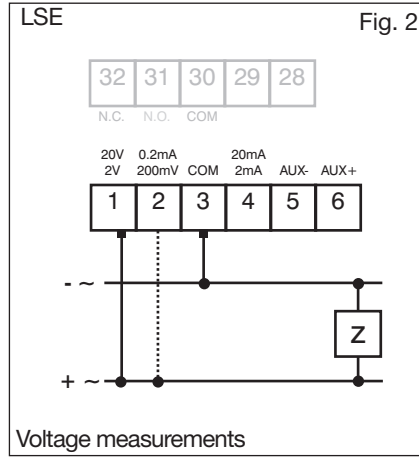 LSE Fig. 2
32 31 30 29 28
N.C. N.O. COM
20V 0.2mA 20mA
2V 200mV COM 2mA AUX- AUX+
1 2 3 4 5 6
- ~
Z
+ ~
Voltage measurements